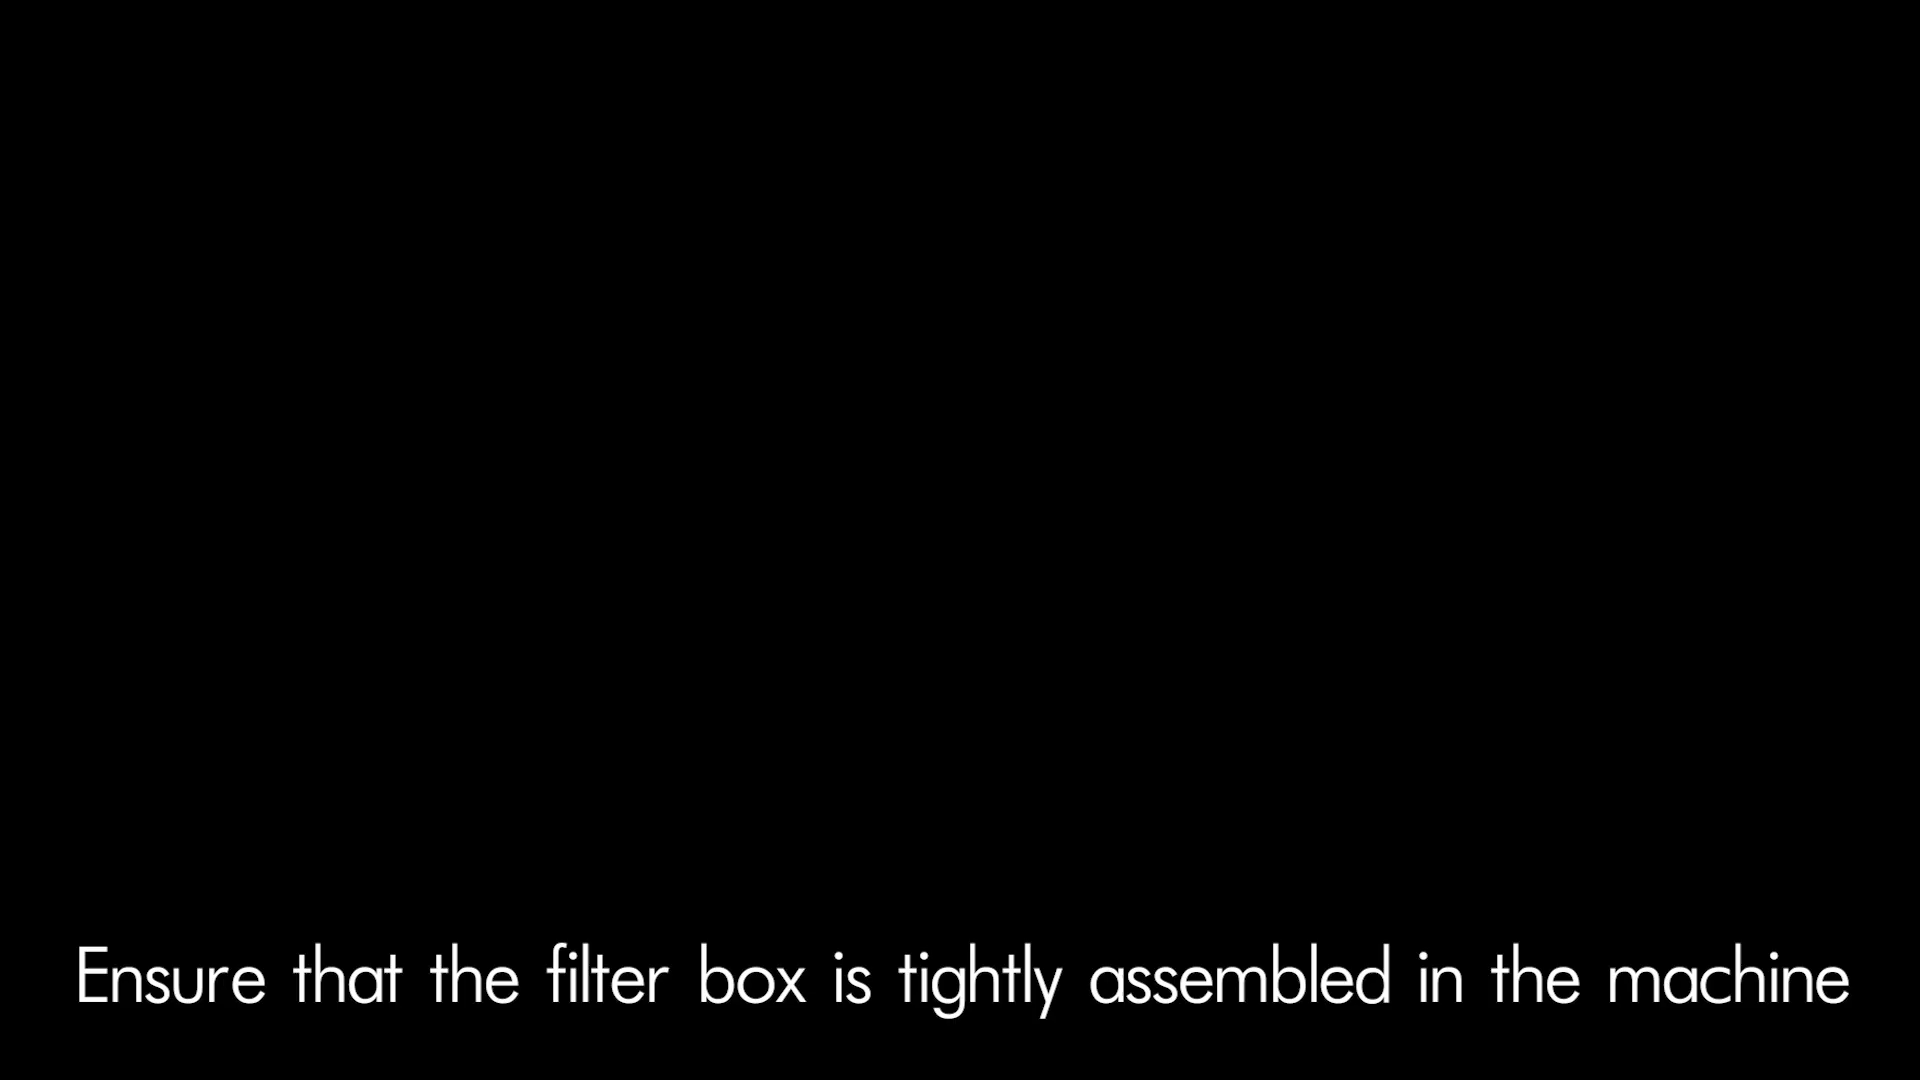 Ensure that the filter box is tightly assembled in the machine